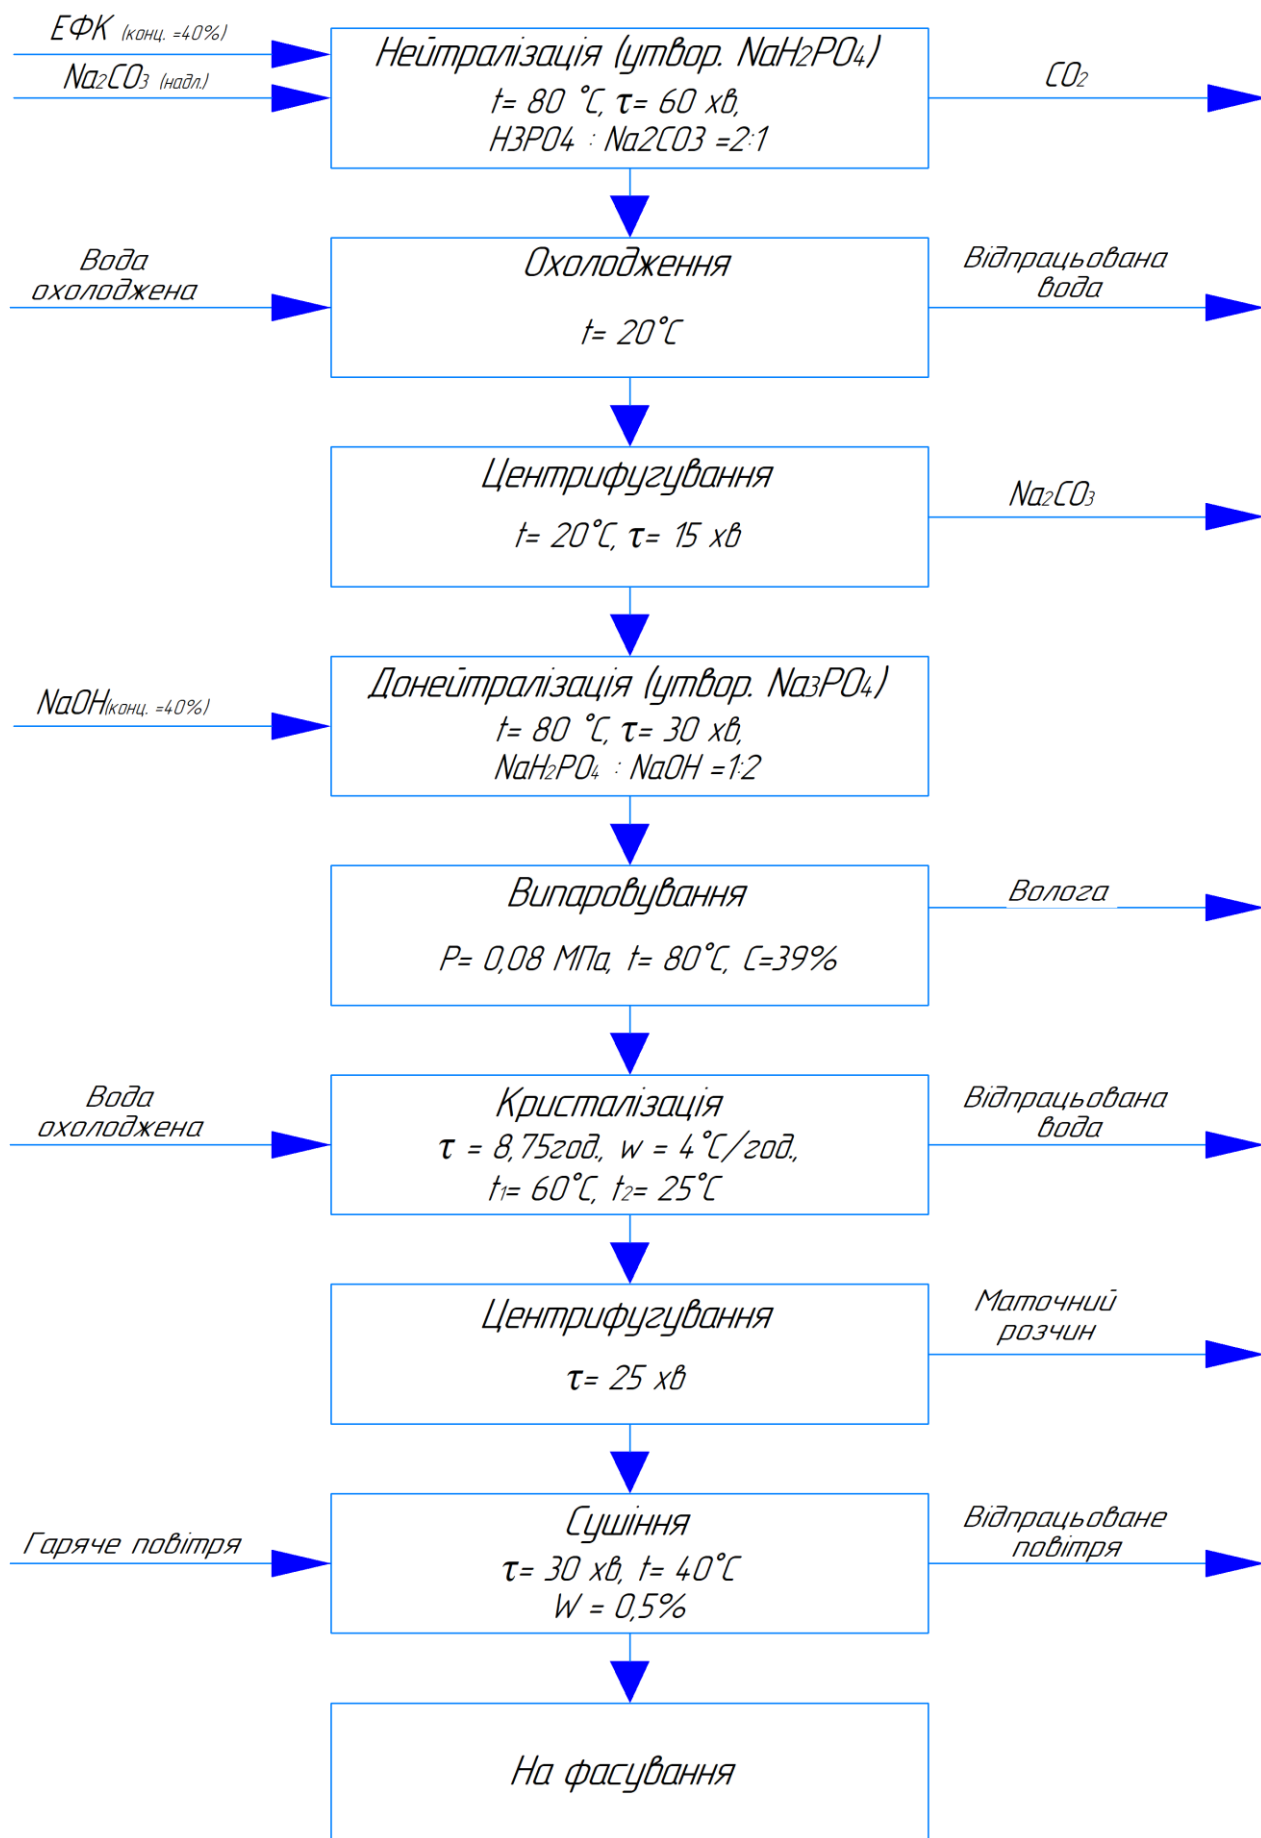 ЕФК (конц. =40%)
Na2CO3 (надл.)
Нейтралізація (утвор. NaH2PO4)
t= 80 °C, τ= 60 хв,
H3PO4 : Na2CO3 =2:1
CO2
Вода
охолоджена
Охолодження
t= 20°C
Відпрацьована
вода
Центрифугування
t= 20°C, τ= 15 хв
Na2CO3
NaOH(конц. =40%)
Донейтралізація (утвор. Na3PO4)
t= 80 °C, τ= 30 хв,
NaH2PO4 : NaOH =1:2
Випаровування
P= 0,08 МПа, t= 80°C, C=39%
Волога
Вода
охолоджена
Кристалізація
τ = 8,75год., w = 4°C/год.,
t1= 60°C, t2= 25°C
Відпрацьована
вода
Центрифугування
τ= 25 хв
Маточний
розчин
Гаряче повітря
Сушіння
τ= 30 хв, t= 40°C
W = 0,5%
Відпрацьоване
повітря
На фасування